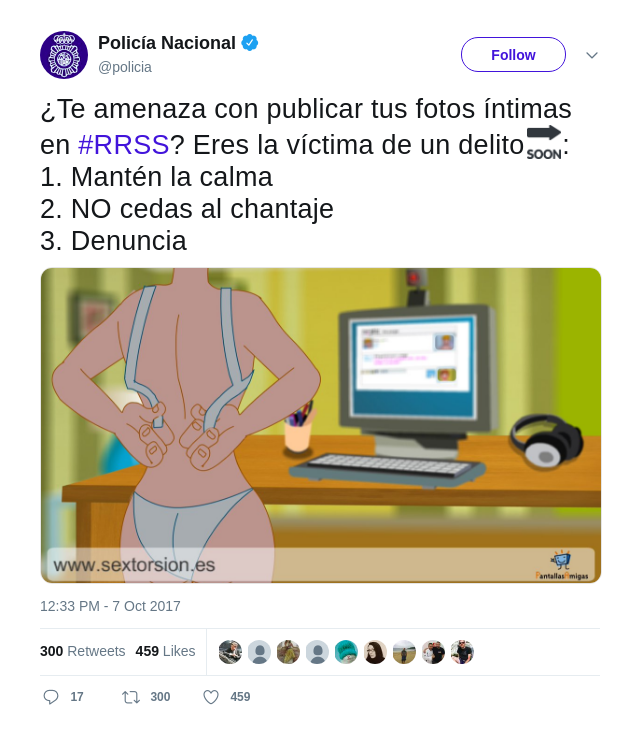 Policía Nacional
@policia
Follow
¿Te amenaza con publicar tus fotos íntimas
en #RRSS? Eres la víctima de un delito SOON:
1. Mantén la calma
2. NO cedas al chantaje
3. Denuncia
www.sextorsion.es
PantallasAmigas
12:33 PM - 7 Oct 2017
300 Retweets 459 Likes
17 300 459